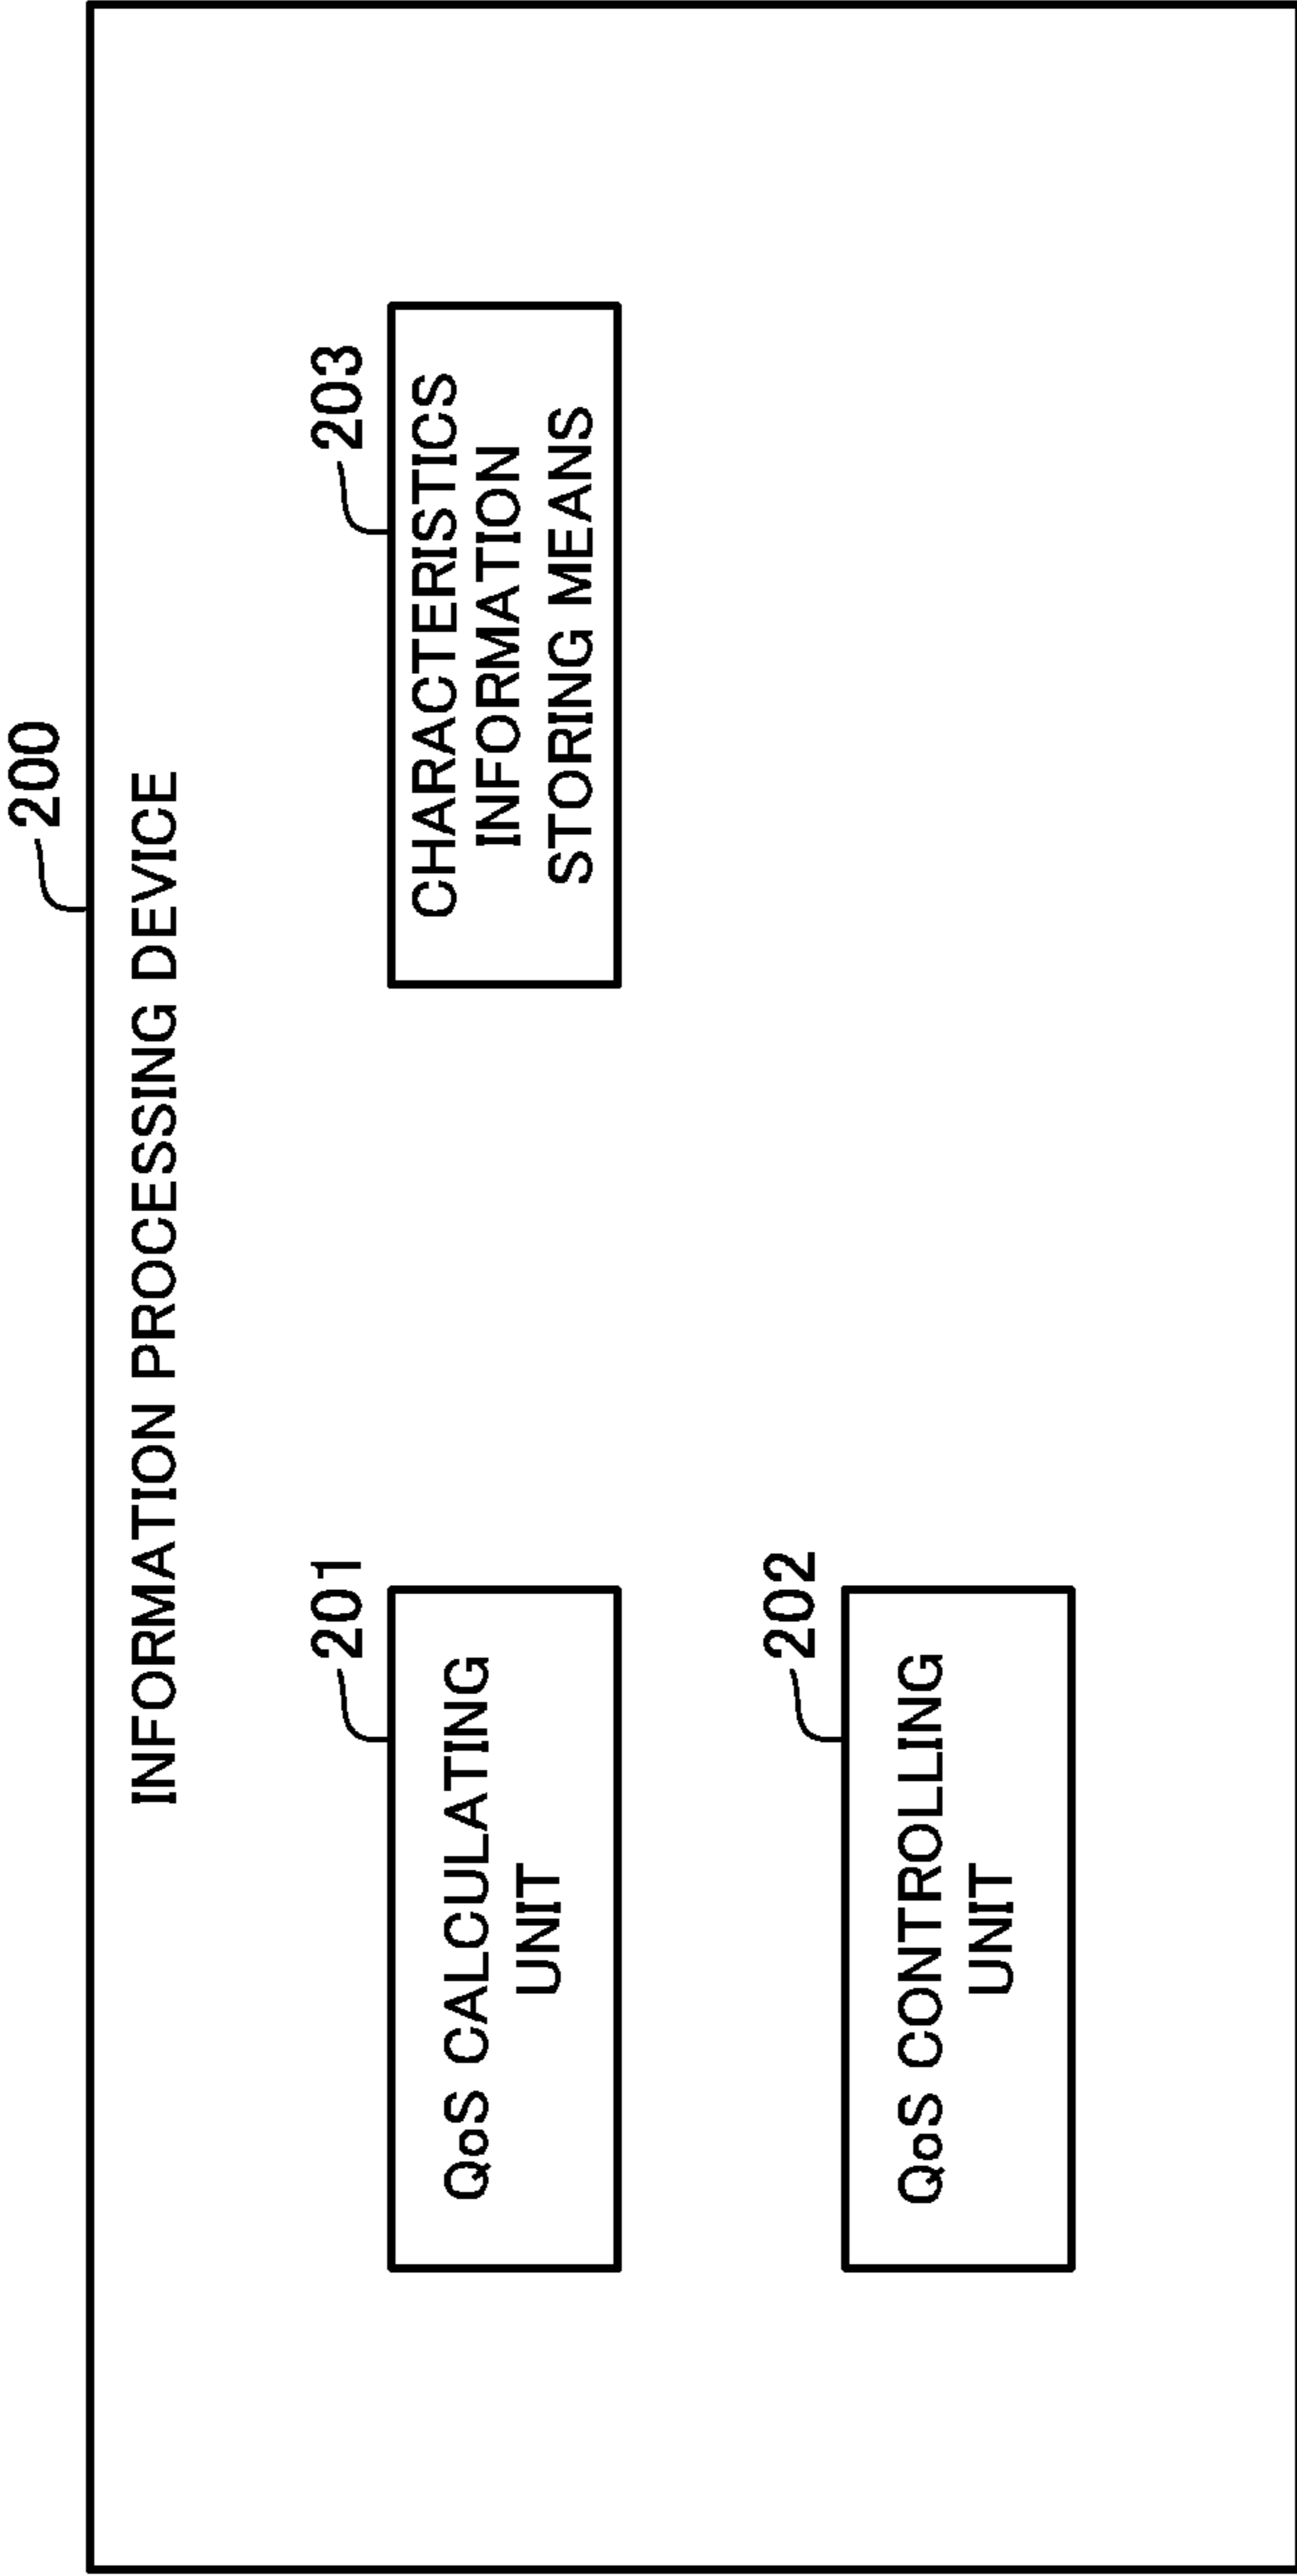 200
INFORMATION PROCESSING DEVICE
201
QoS CALCULATING
UNIT
203
CHARACTERISTICS
INFORMATION
STORING MEANS
202
QoS CONTROLLING
UNIT